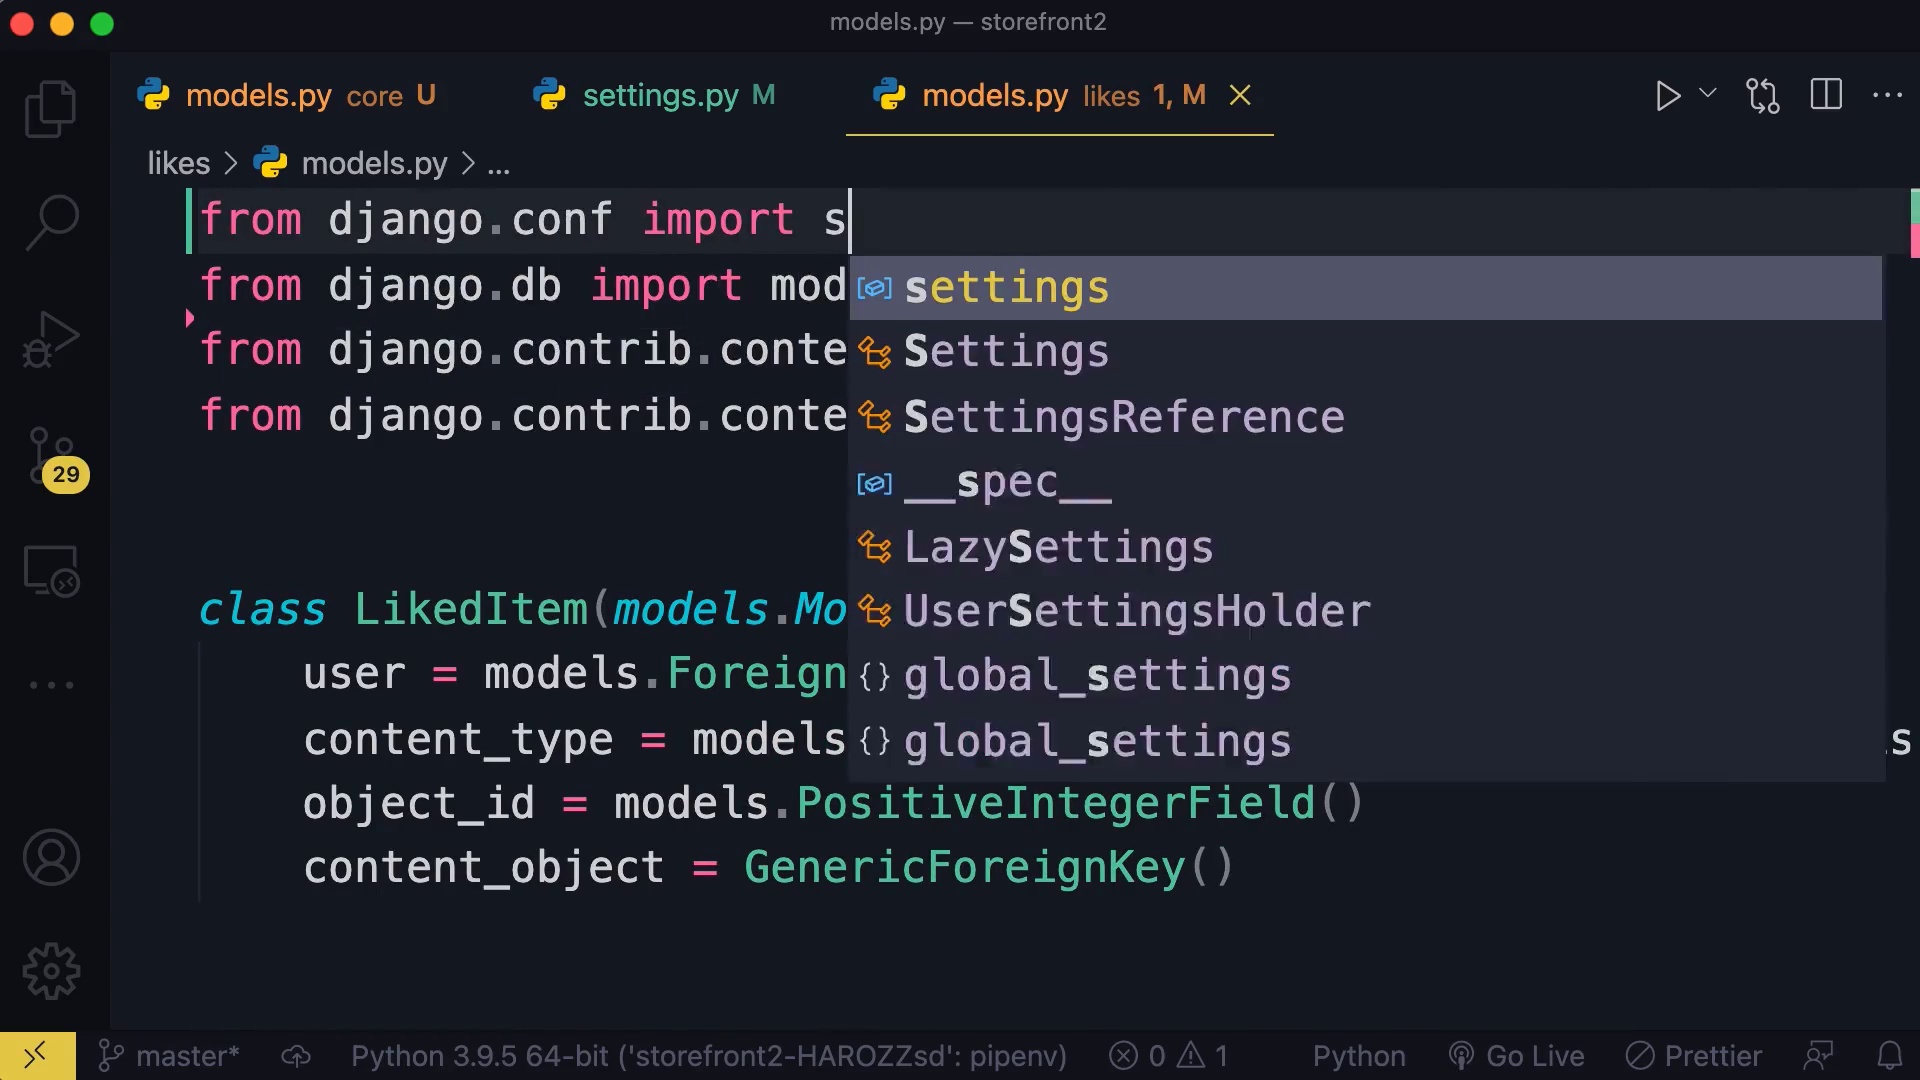 models.py — storefront2
models.py core U
settings.py M
models.py likes 1, M
likes > models.py > ...
from django.conf import s
from django.db import mod
from django.contrib.conte
from django.contrib.conte
settings
Settings
SettingsReference
__spec__
LazySettings
UserSettingsHolder
global_settings
global_settings
class LikedItem(models.Mo
user = models.Foreign
content_type = models
s
object_id = models.PositiveIntegerField()
content_object = GenericForeignKey()
29
master* Python 3.9.5 64-bit ('storefront2-HAROZZsd': pipenv) 0 1 Python Go Live Prettier